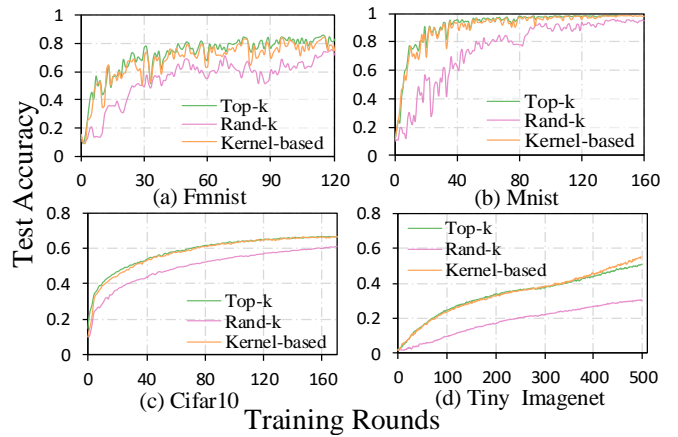 Test Accuracy
1.0
0.8
0.6
0.4
0.2
0
Top-k
Rand-k
Kernel-based
0 30 60 90 120
(a) Fmnist
1
0.8
0.6
0.4
0.2
0
Top-k
Rand-k
Kernel-based
0 40 80 120 160
(b) Mnist
0.8
0.6
0.4
0.2
0
Top-k
Rand-k
Kernel-based
0 40 80 120 160
(c) Cifar10
0.8
0.6
0.4
0.2
0
Top-k
Rand-k
Kernel-based
0 100 200 300 400 500
(d) Tiny Imagenet
Training Rounds